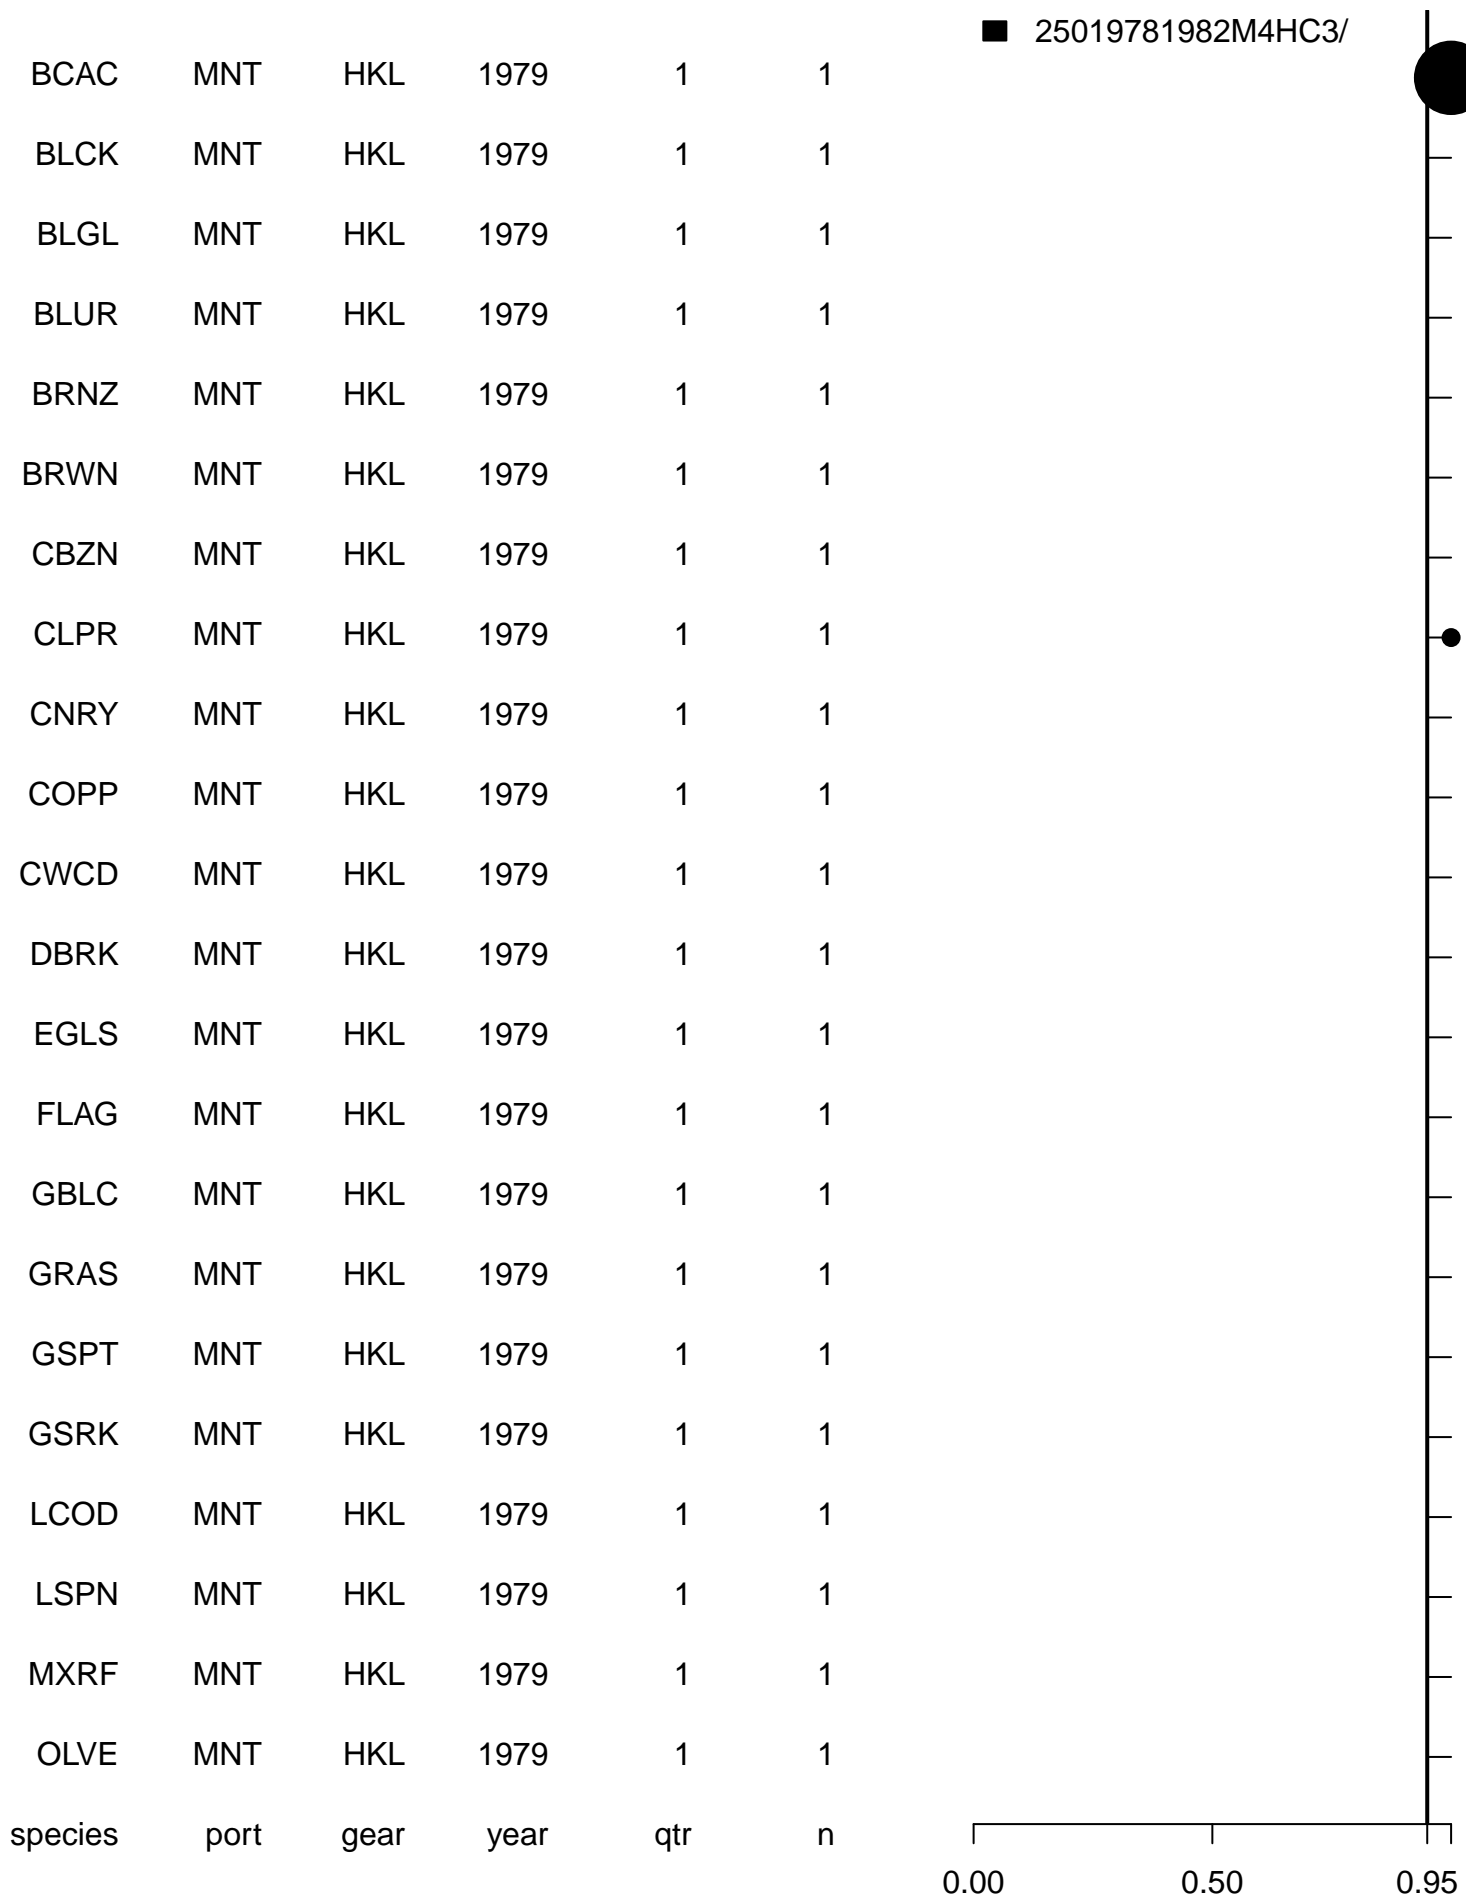 25019781982M4HC3/
BCAC MNT HKL 1979 1 1
BLCK MNT HKL 1979 1 1
BLGL MNT HKL 1979 1 1
BLUR MNT HKL 1979 1 1
BRNZ MNT HKL 1979 1 1
BRWN MNT HKL 1979 1 1
CBZN MNT HKL 1979 1 1
CLPR MNT HKL 1979 1 1
CNRY MNT HKL 1979 1 1
COPP MNT HKL 1979 1 1
CWCD MNT HKL 1979 1 1
DBRK MNT HKL 1979 1 1
EGLS MNT HKL 1979 1 1
FLAG MNT HKL 1979 1 1
GBLC MNT HKL 1979 1 1
GRAS MNT HKL 1979 1 1
GSPT MNT HKL 1979 1 1
GSRK MNT HKL 1979 1 1
LCOD MNT HKL 1979 1 1
LSPN MNT HKL 1979 1 1
MXRF MNT HKL 1979 1 1
OLVE MNT HKL 1979 1 1
species port gear year qtr n
0.00 0.50 0.95